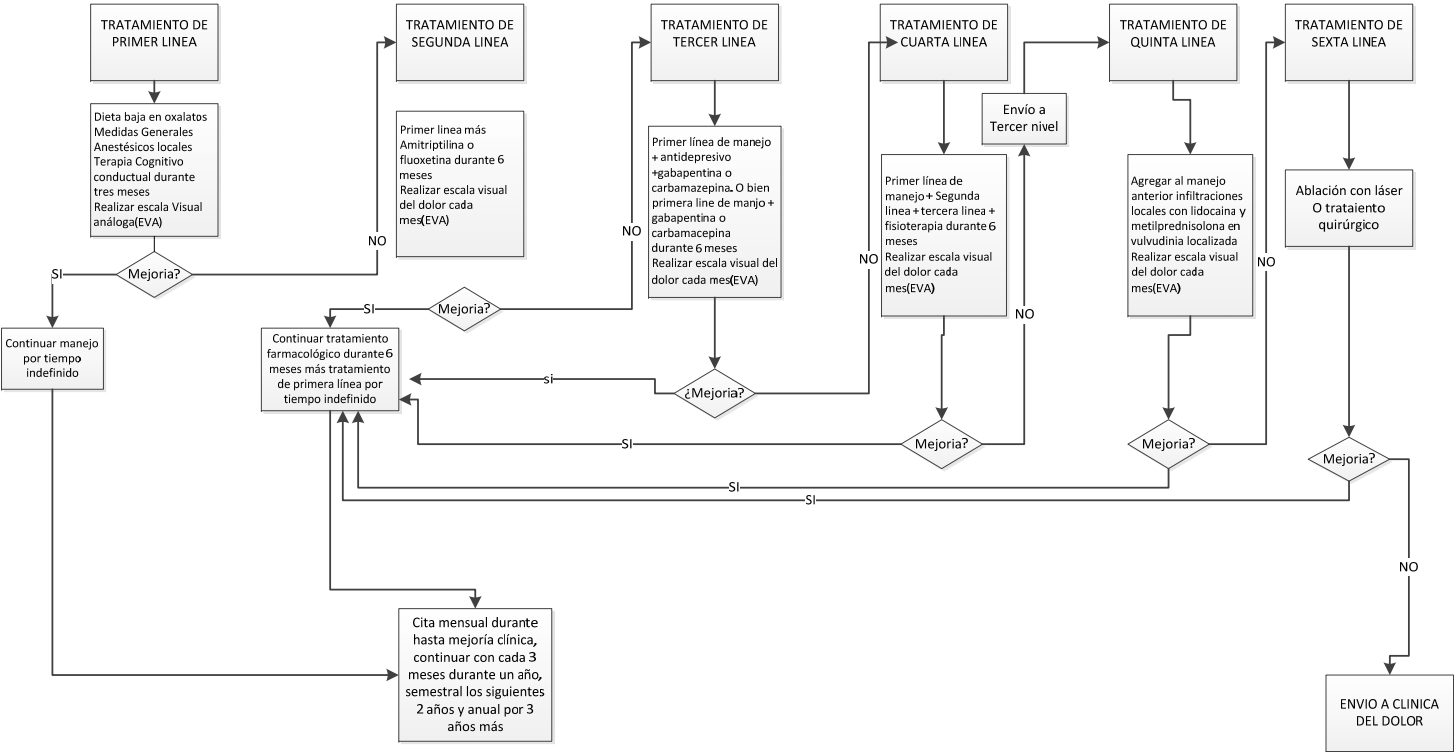 TRATAMIENTO DE
PRIMER LINEA
Dieta baja en oxalatos
Medidas Generales
Anestésicos locales
Terapia Cognitivo
conductual durante
tres meses
Realizar escala Visual
análoga(EVA)
Mejoria?
SI
NO
Continuar manejo
por tiempo
indefinido
TRATAMIENTO DE
SEGUNDA LINEA
Primer linea más
Amitriptilina o
fluoxetina durante 6
meses
Realizar escala visual
del dolor cada
mes(EVA)
Mejoria?
SI
NO
Continuar tratamiento
farmacológico durante 6
meses más tratamiento
de primera línea por
tiempo indefinido
TRATAMIENTO DE
TERCER LINEA
Primer línea de manejo
+ antidepresivo
+gabapentina o
carbamazepina. O bien
primera line de manjo +
gabapentina o
carbamacepina
durante 6 meses
Realizar escala visual del
dolor cada mes(EVA)
¿Mejoria?
si
NO
TRATAMIENTO DE
CUARTA LINEA
Primer línea de
manejo + Segunda
linea + tercera linea +
fisioterapia durante 6
meses
Realizar escala visual
del dolor cada
mes(EVA)
Mejoria?
SI
NO
Envío a
Tercer nivel
TRATAMIENTO DE
QUINTA LINEA
Agregar al manejo
anterior infiltraciones
locales con lidocaina y
metilprednisolona en
vulvudinia localizada
Realizar escala visual
del dolor cada
mes(EVA)
Mejoria?
SI
NO
TRATAMIENTO DE
SEXTA LINEA
Ablación con láser
O trataiento
quirúrgico
Mejoria?
SI
NO
Cita mensual durante
hasta mejoría clínica,
continuar con cada 3
meses durante un año,
semestral los siguientes
2 años y anual por 3
años más
ENVIO A CLINICA
DEL DOLOR